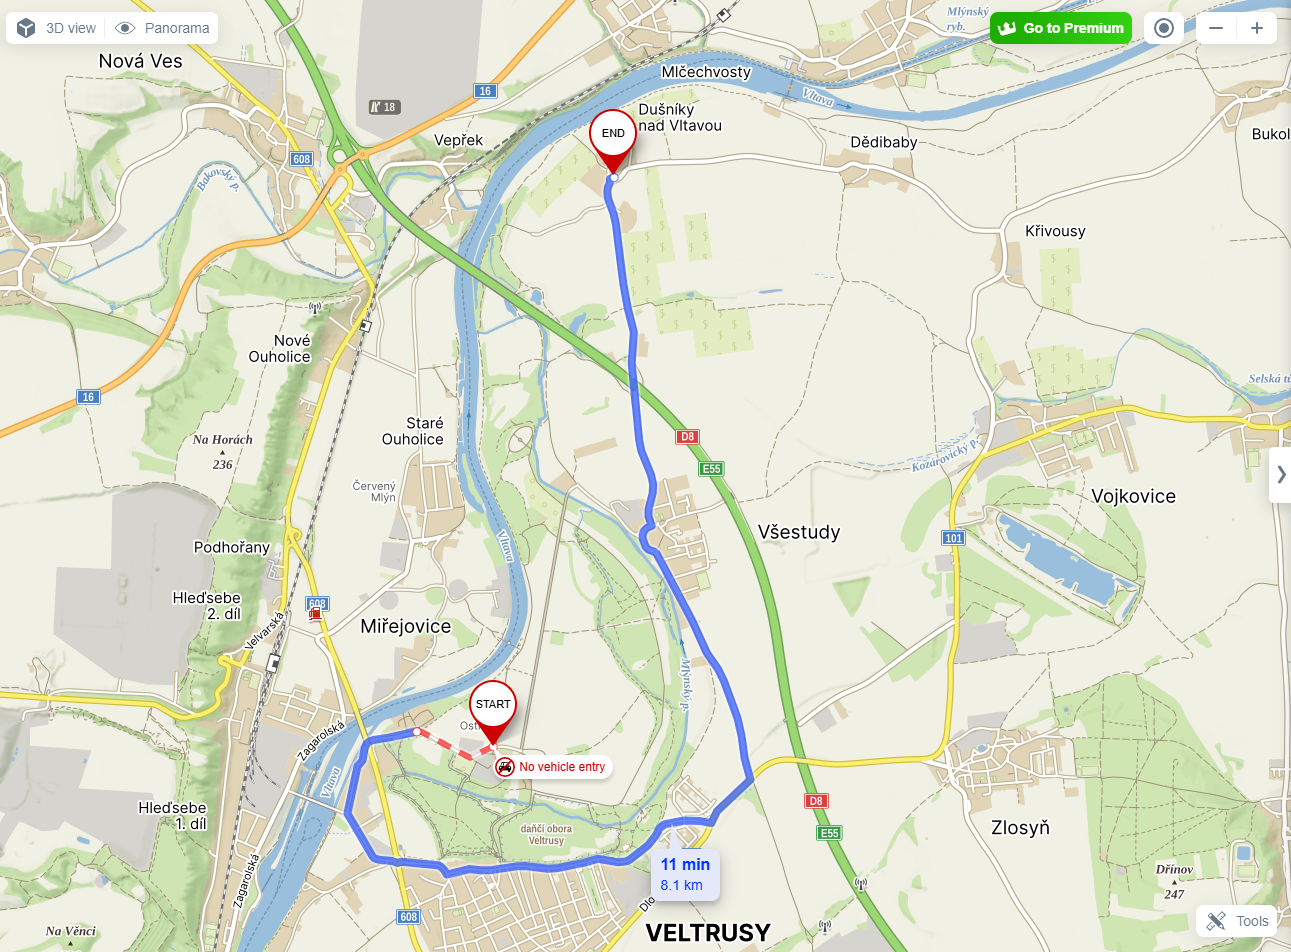 3D view
Panorama
Go to Premium
Mlýnský
ryb.
Nová Ves
Mlčechvosty
16
18
Vltava
Dušníky
nad Vltavou
END
Vepřek
Dědibaby
608
Bakovský p.
Křivousy
Nové
Ouholice
16
Selská
Staré
Ouholice
D8
Na Horách
236
E55
Kozárovický p.
Červený
Mlýn
Vojkovice
Všestudy
101
Vltava
Podhořany
Hleďsebe
2. díl
608
Miřejovice
Velvarská
Mlýnský p.
START
Zagarolská
No vehicle entry
Vltava
Hleďsebe
1. díl
D8
daňčí obora
Veltrusy
Zlosyň
E55
11 min
8.1 km
Zagarolská
Dřínov
247
608
Na Věnci
VELTRUSY
Tools